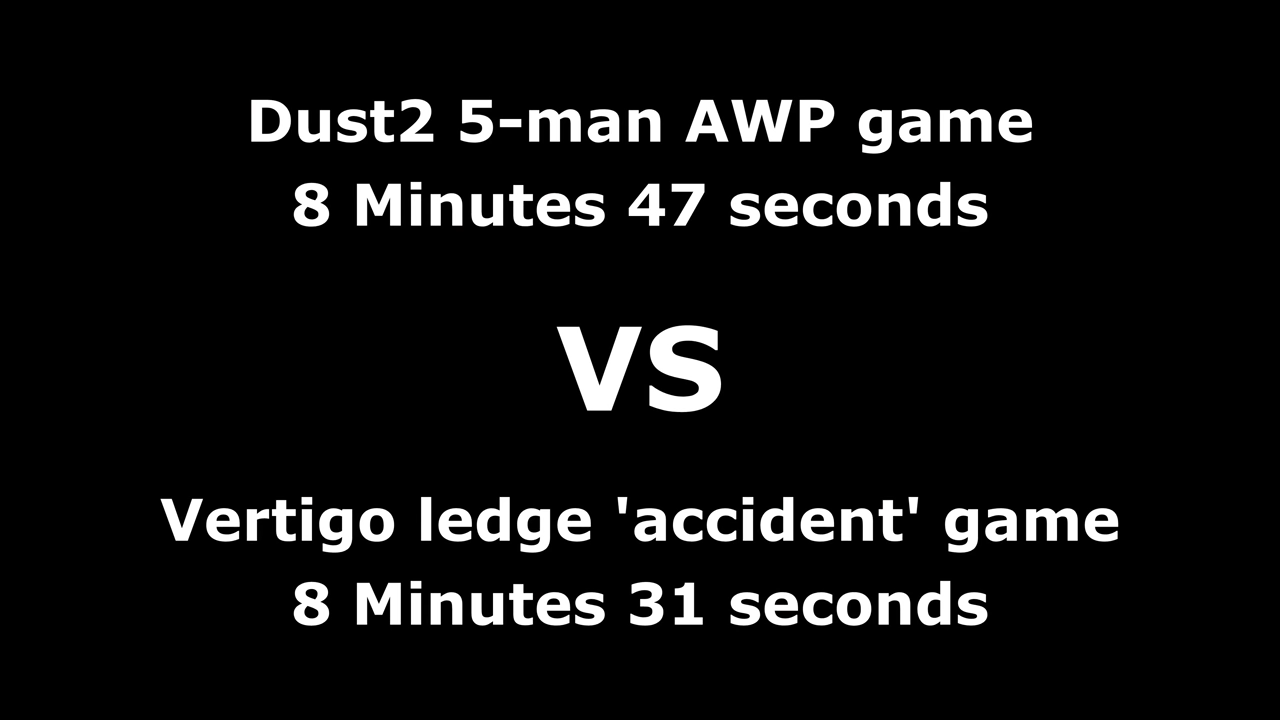 Dust2 5-man AWP game
8 Minutes 47 seconds
VS
Vertigo ledge 'accident' game
8 Minutes 31 seconds